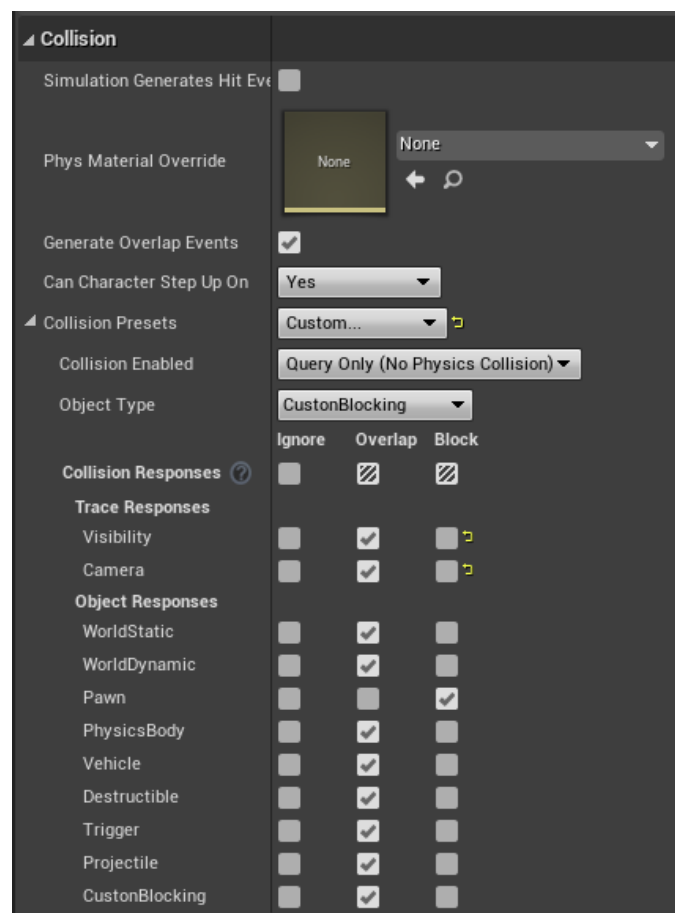 Collision
Simulation Generates Hit Eve
Phys Material Override
None
None
Generate Overlap Events
Can Character Step Up On Yes
Collision Presets Custom...
Collision Enabled Query Only (No Physics Collision)
Object Type CustonBlocking
Ignore Overlap Block
Collision Responses ?
Trace Responses
Visibility
Camera
Object Responses
WorldStatic
WorldDynamic
Pawn
PhysicsBody
Vehicle
Destructible
Trigger
Projectile
CustonBlocking